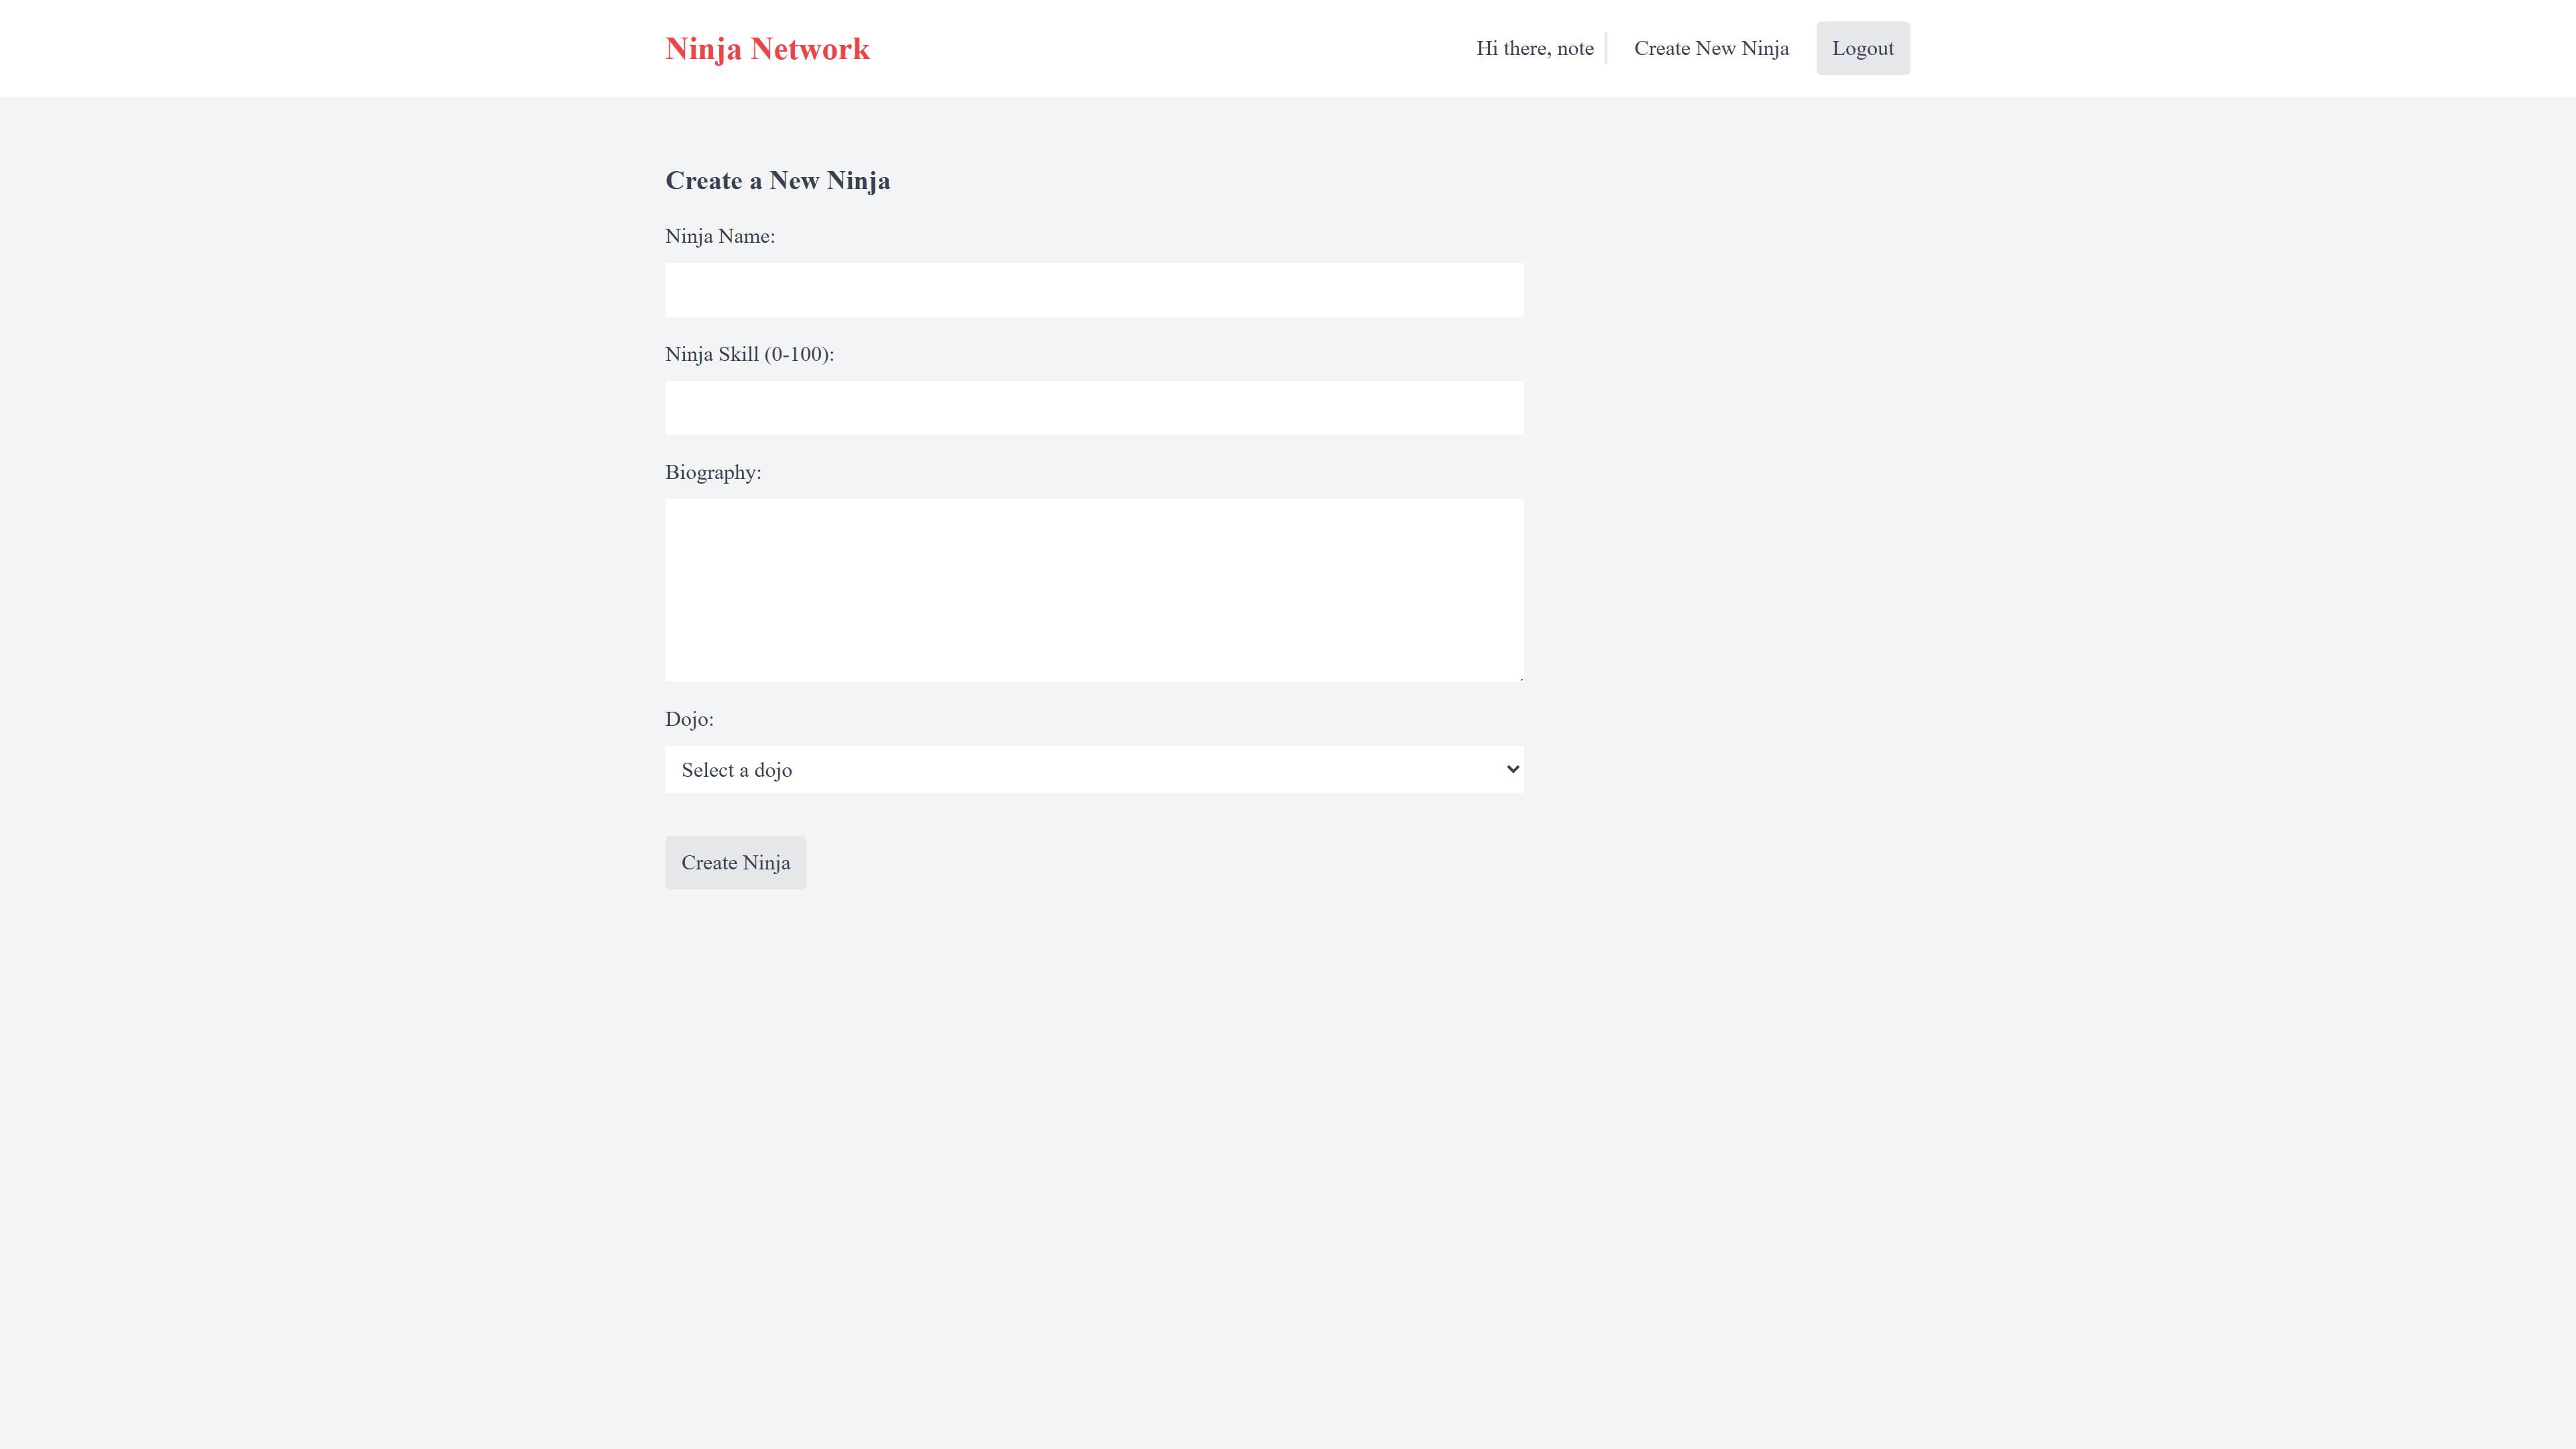 Ninja Network
Hi there, note
Create New Ninja
Logout
Create a New Ninja
Ninja Name:
Ninja Skill (0-100):
Biography:
Dojo:
Select a dojo
Create Ninja